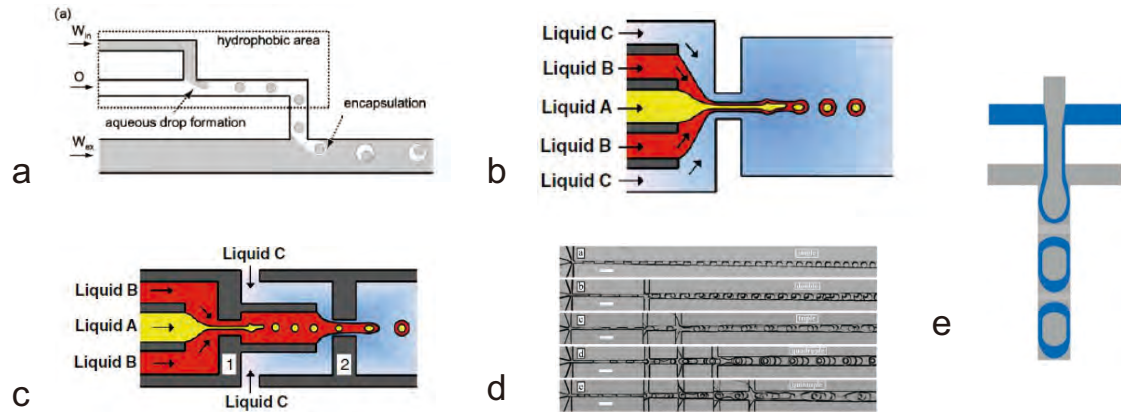 (a)
W_in
hydrophobic area
O
encapsulation
aqueous drop formation
W_ex
a
Liquid C
Liquid B
Liquid A
Liquid B
Liquid C
b
Liquid C
Liquid B
Liquid A
Liquid B
1
2
Liquid C
c
a
b
c
d
e
d
e